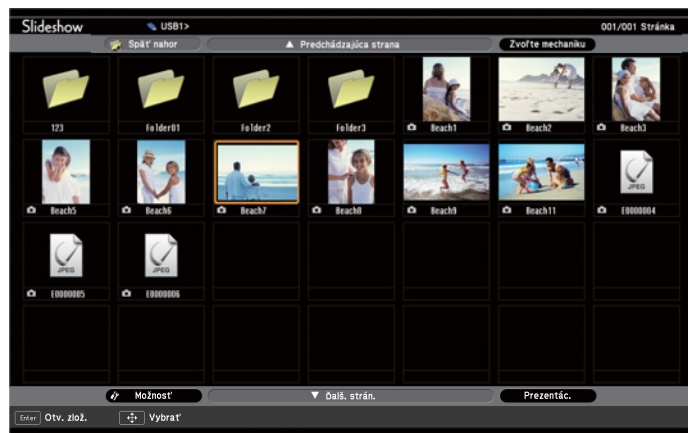 Slideshow USB1> 001/001 Stránka
Späť nahor ▲ Predchádzajúca strana Zvoľte mechaniku
123 Folder01 Folder2 Folder3 Beach1 Beach2 Beach3
Beach5 Beach6 Beach7 Beach8 Beach9 Beach11 E0000004
JPEG
JPEG JPEG
E0000005 E0000006
Možnosť ▼ Ďalš. strán. Prezentác.
Enter Otv. zlož. Vybrať